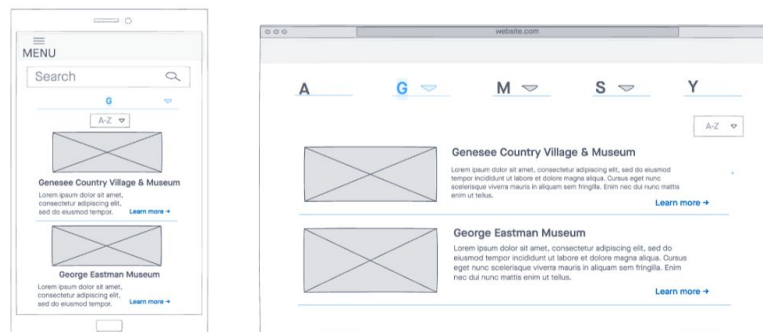 MENU
Search
G
A-Z
Genesee Country Village & Museum
Lorem ipsum dolor sit amet,
consectetur adipiscing elit,
sed do eiusmod tempor.
Learn more →
George Eastman Museum
Lorem ipsum dolor sit amet,
consectetur adipiscing elit,
sed do eiusmod tempor.
Learn more →
website.com
A G M S Y
A-Z
Genesee Country Village & Museum
Lorem ipsum dolor sit amet, consectetur adipiscing elit, sed do eiusmod
tempor incididunt ut labore et dolore magna aliqua. Cursus eget nunc
scelerisque viverra mauris in aliquam sem fringilla. Enim nec dui nunc mattis
enim ut tellus.
Learn more →
George Eastman Museum
Lorem ipsum dolor sit amet, consectetur adipiscing elit, sed do
eiusmod tempor incididunt ut labore et dolore magna aliqua. Cursus
eget nunc scelerisque viverra mauris in aliquam sem fringilla. Enim
nec dui nunc mattis enim ut tellus.
Learn more →